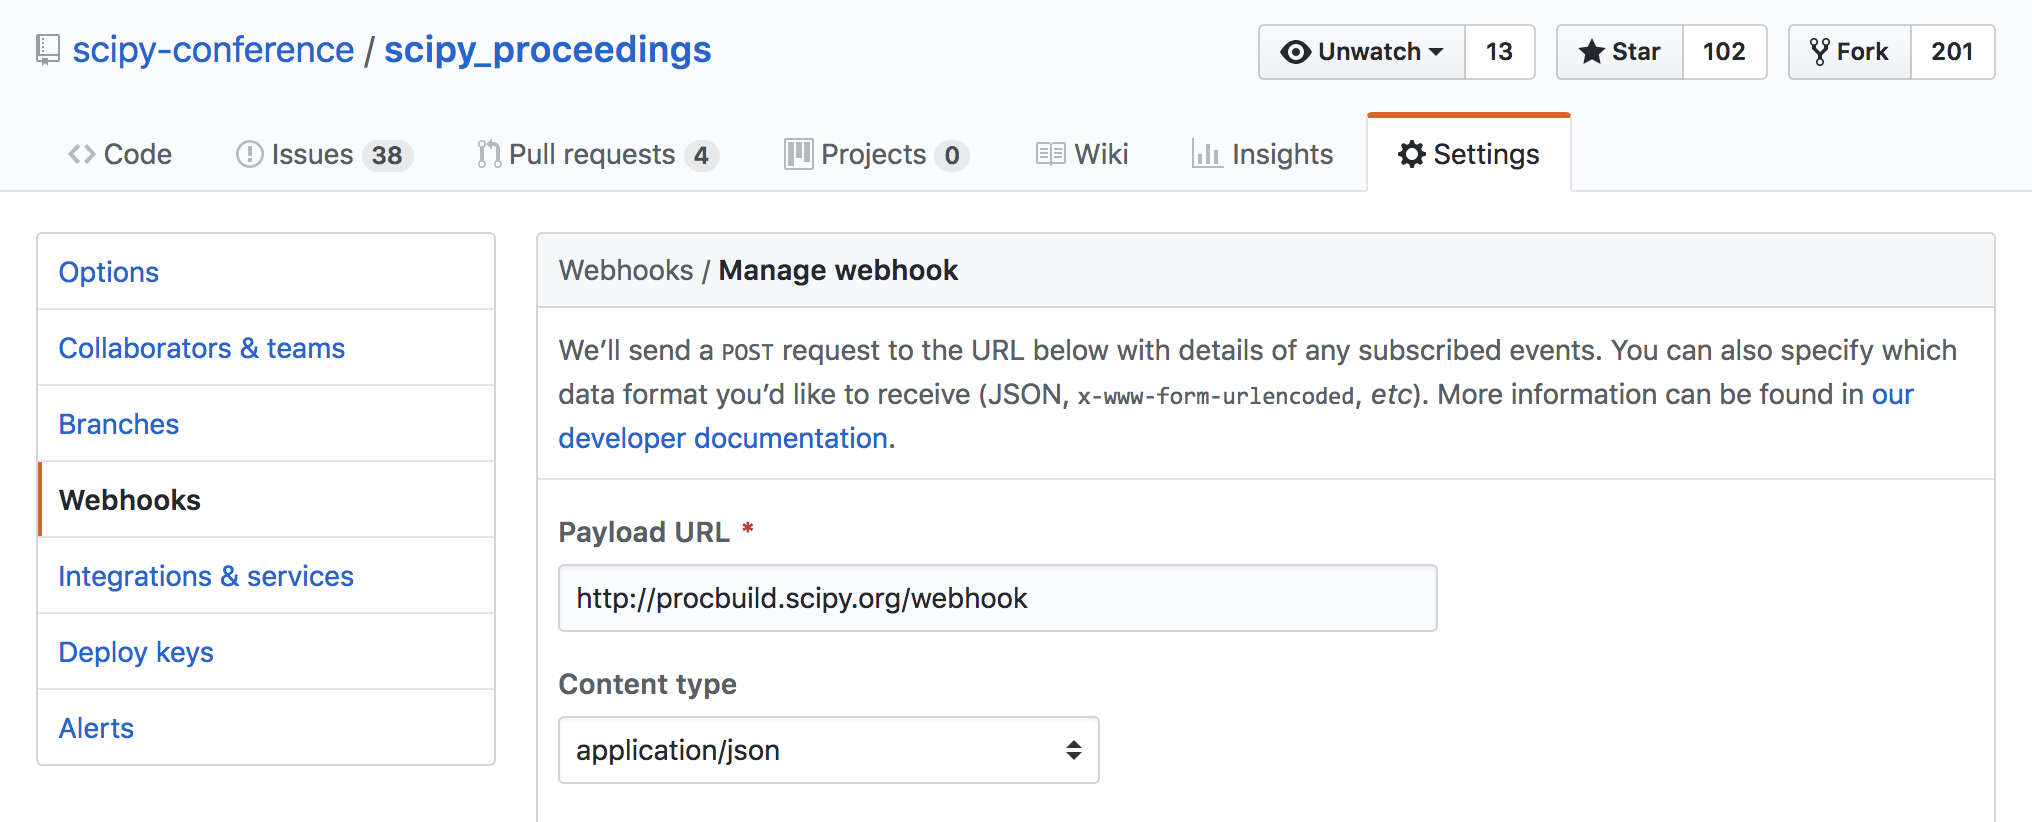 scipy-conference / scipy_proceedings
Unwatch 13 Star 102 Fork 201
Code Issues 38 Pull requests 4 Projects 0 Wiki Insights Settings
Options
Collaborators & teams
Branches
Webhooks
Integrations & services
Deploy keys
Alerts
Webhooks / Manage webhook
We’ll send a POST request to the URL below with details of any subscribed events. You can also specify which
data format you’d like to receive (JSON, x-www-form-urlencoded, etc). More information can be found in our
developer documentation.
Payload URL *
http://procbuild.scipy.org/webhook
Content type
application/json